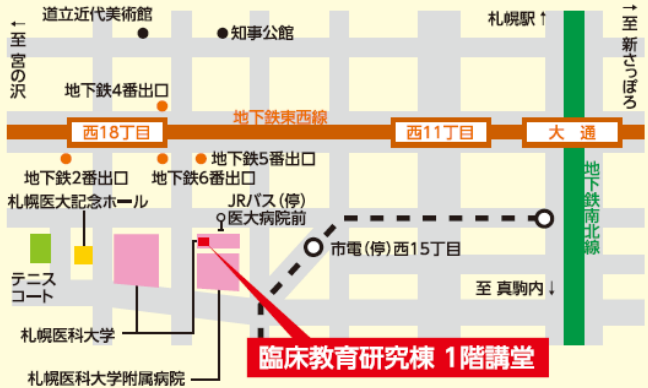 道立近代美術館
知事公館
札幌駅↑
→至 新さっぽろ
←至 宮の沢
地下鉄4番出口
地下鉄東西線
西18丁目
西11丁目
大 通
地下鉄2番出口
地下鉄6番出口
地下鉄5番出口
地下鉄南北線
札幌医大記念ホール
JRバス(停)
医大病院前
市電(停)西15丁目
テニス
コート
至 真駒内↓
札幌医科大学
臨床教育研究棟 1階講堂
札幌医科大学附属病院